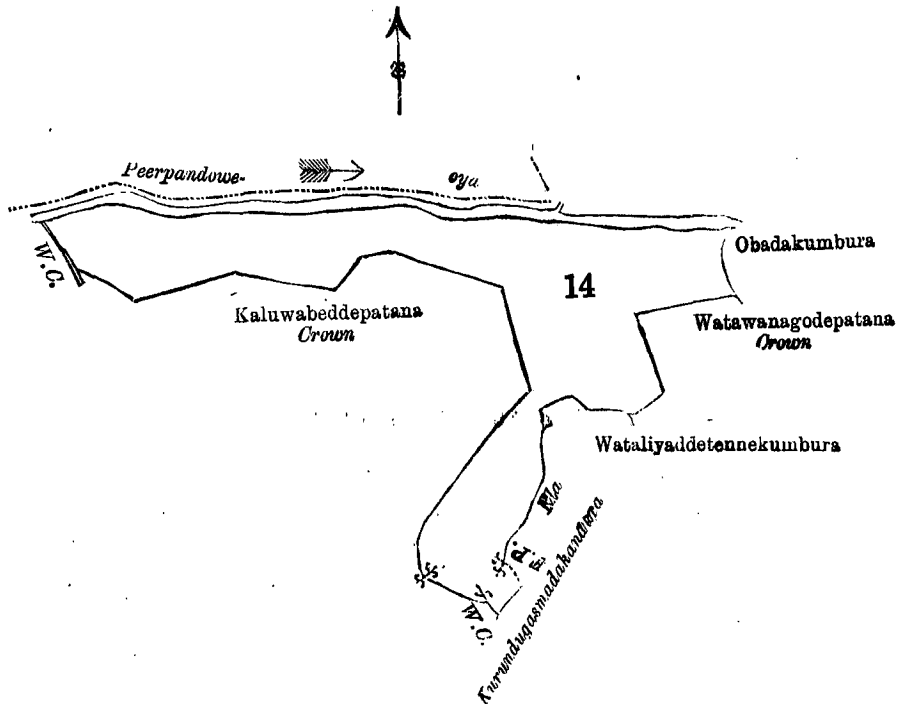 Peerpandowe- oya
W.C.
Obadakumbura
14
Kaluwabeddepatana
Crown
Watawanagodepatana
Crown
Wataliyaddetennekumbura
Ela
W.C.